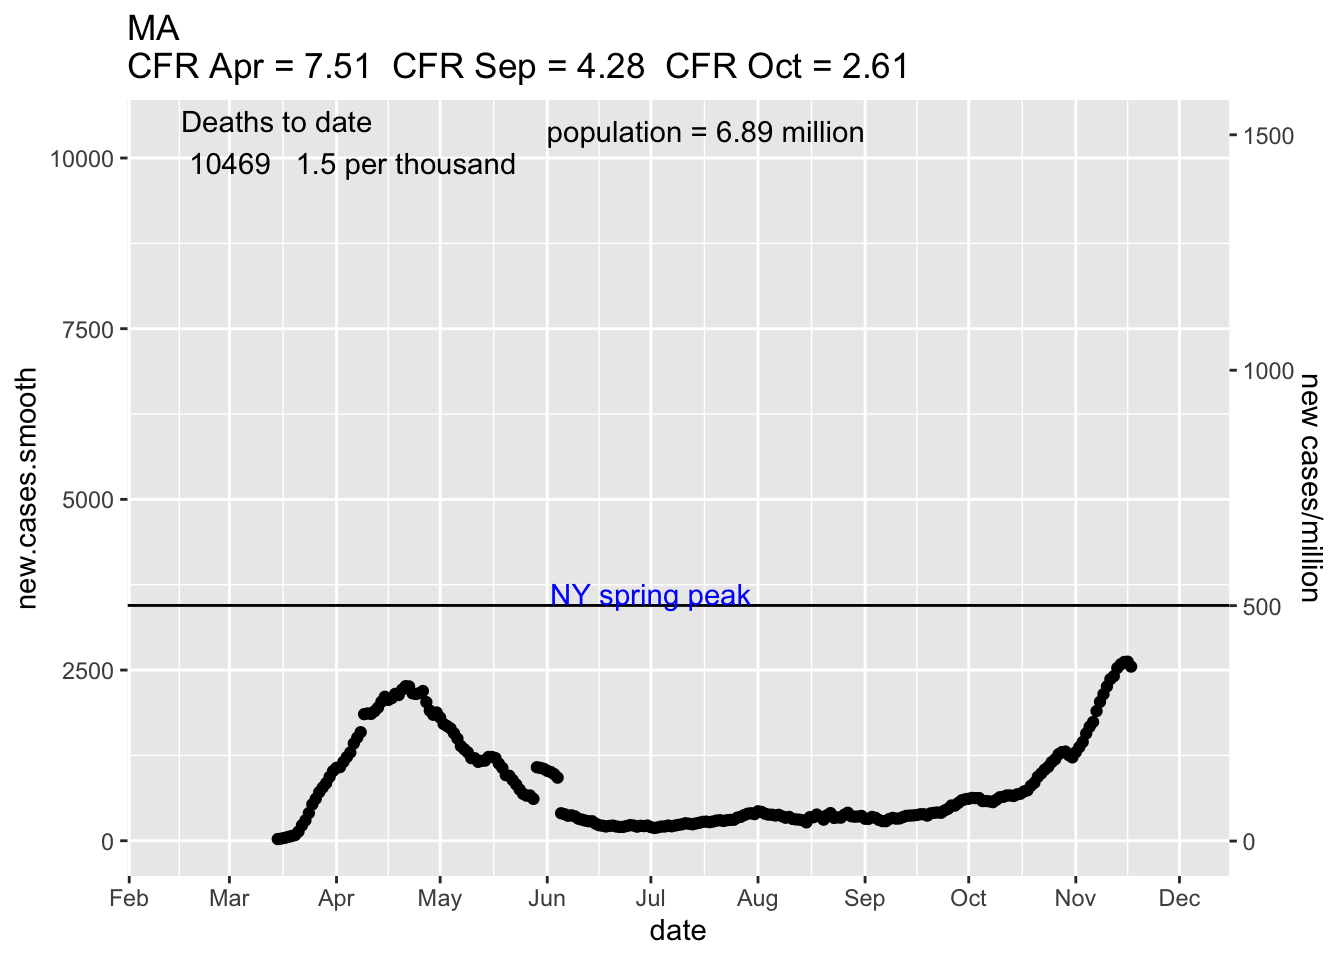 MA
CFR Apr = 7.51  CFR Sep = 4.28  CFR Oct = 2.61
Deaths to date
10469   1.5 per thousand
population = 6.89 million
new.cases.smooth
10000
7500
5000
2500
0
NY spring peak
1500
1000
500
0
new cases/million
Feb Mar Apr May Jun Jul Aug Sep Oct Nov Dec
date